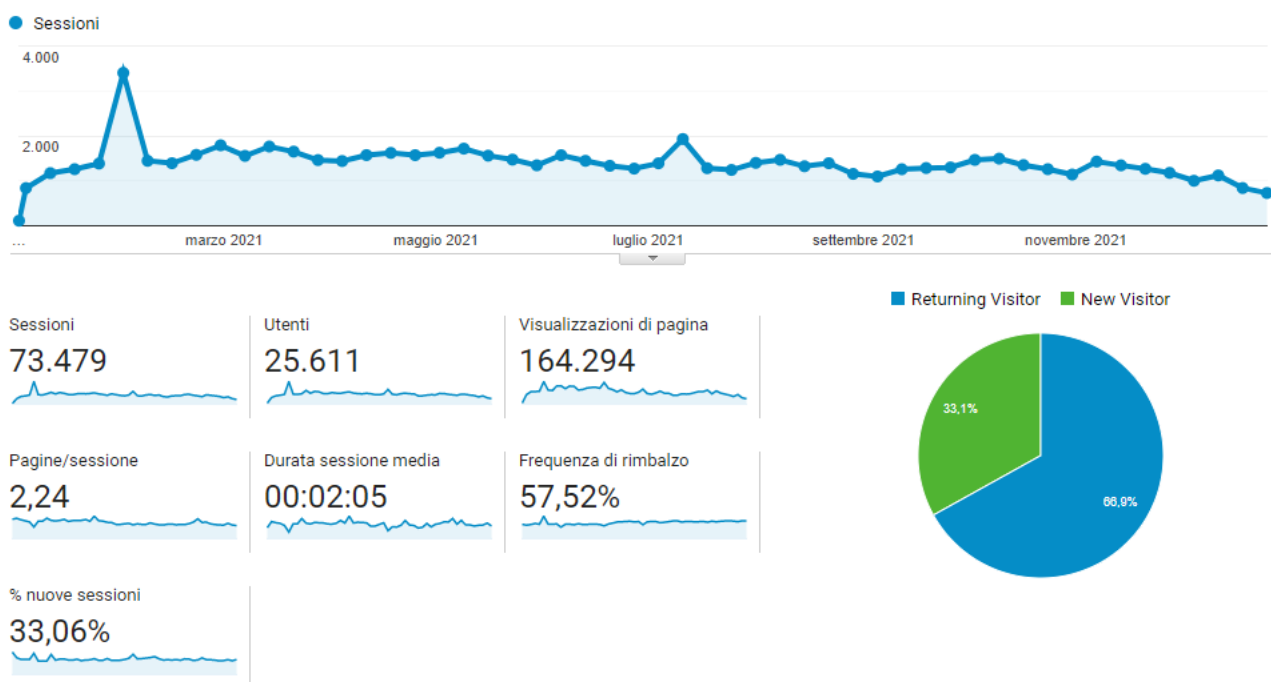 Sessioni
4.000
2.000
... marzo 2021 maggio 2021 luglio 2021 settembre 2021 novembre 2021
Returning Visitor New Visitor
Sessioni Utenti Visualizzazioni di pagina
73.479 25.611 164.294
33,1%
66,9%
Pagine/sessione Durata sessione media Frequenza di rimbalzo
2,24 00:02:05 57,52%
% nuove sessioni
33,06%